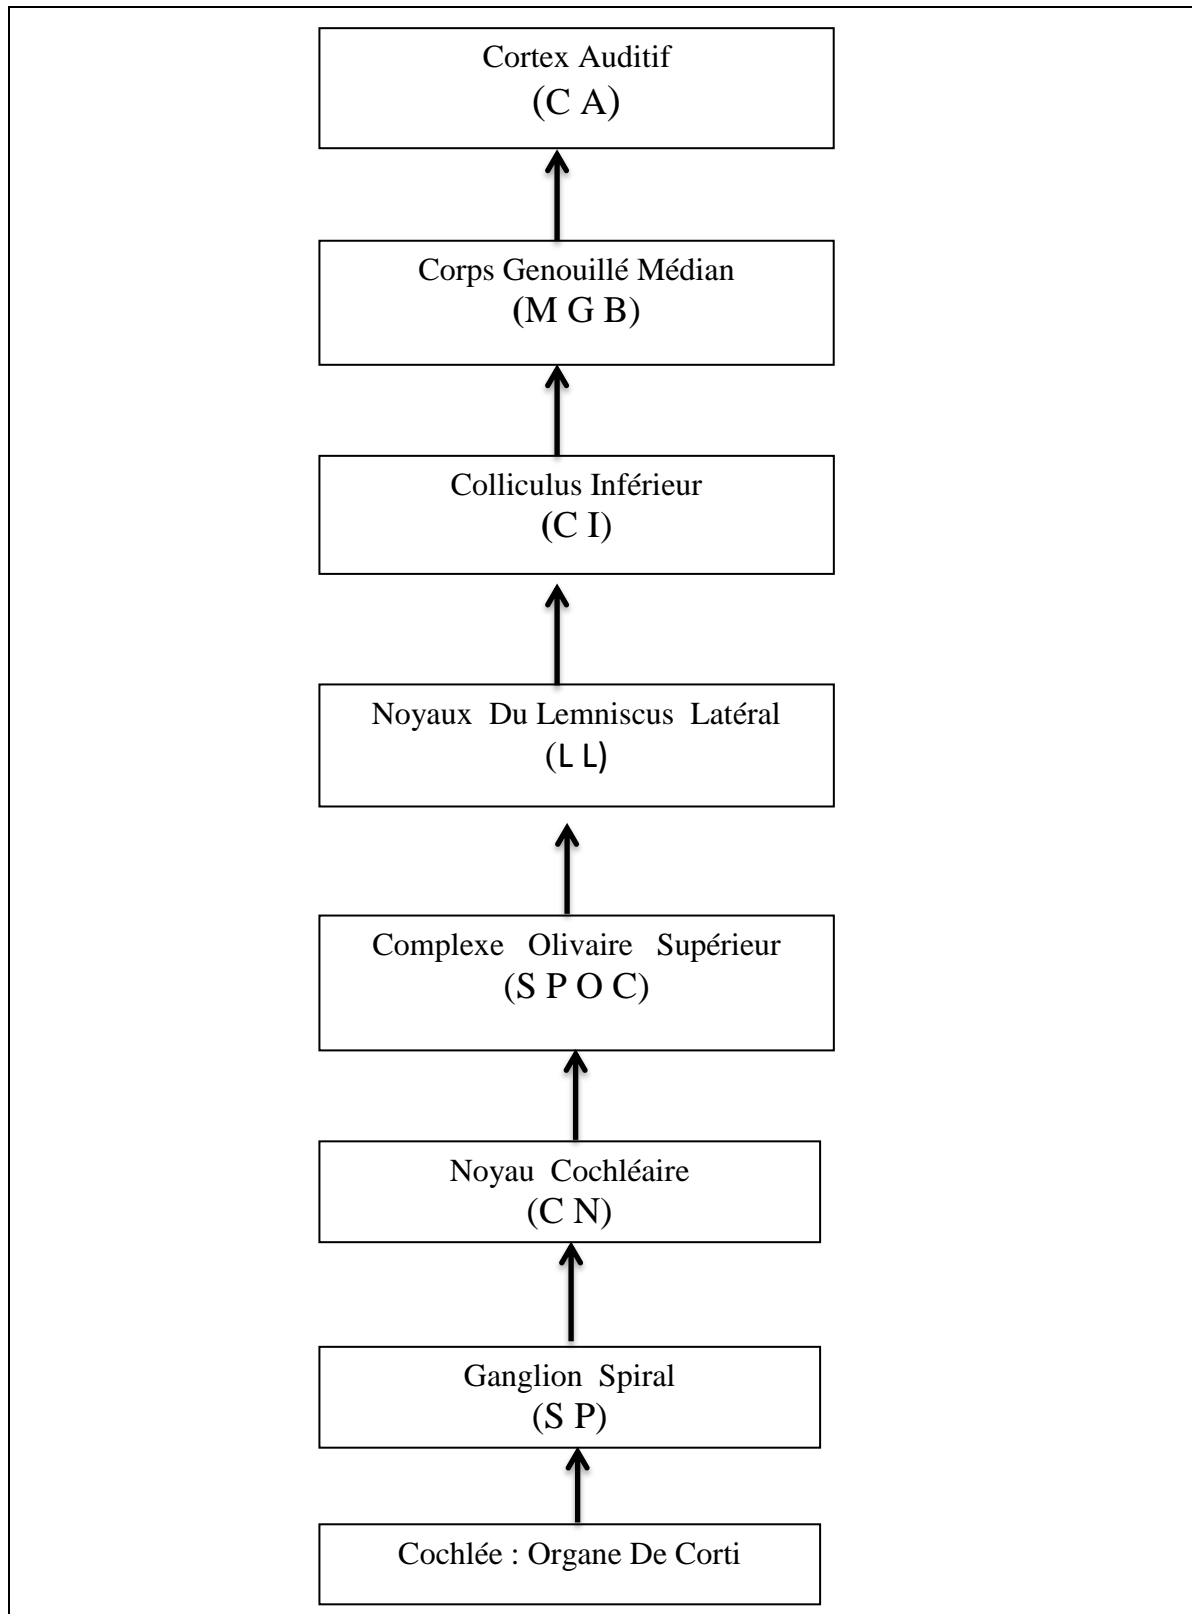 Cortex Auditif
(C A)
Corps Genouillé Médian
(M G B)
Colliculus Inférieur
(C I)
Noyaux Du Lemniscus Latéral
(L L)
Complexe Olivaire Supérieur
(S P O C)
Noyau Cochléaire
(C N)
Ganglion Spiral
(S P)
Cochlée : Organe De Corti